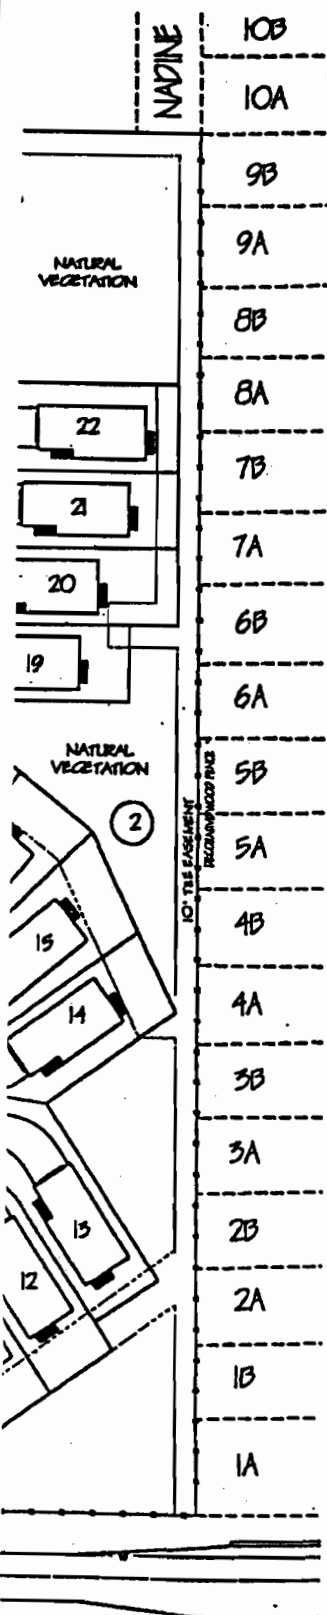 NADINE
10B
10A
9B
9A
NATURAL
VEGETATION
8B
8A
22
7B
21
7A
20
6B
19
6A
NATURAL
VEGETATION
5B
2
5A
10' TRE EASEMENT
4B
15
4A
14
3B
3A
13
2B
12
2A
1B
1A